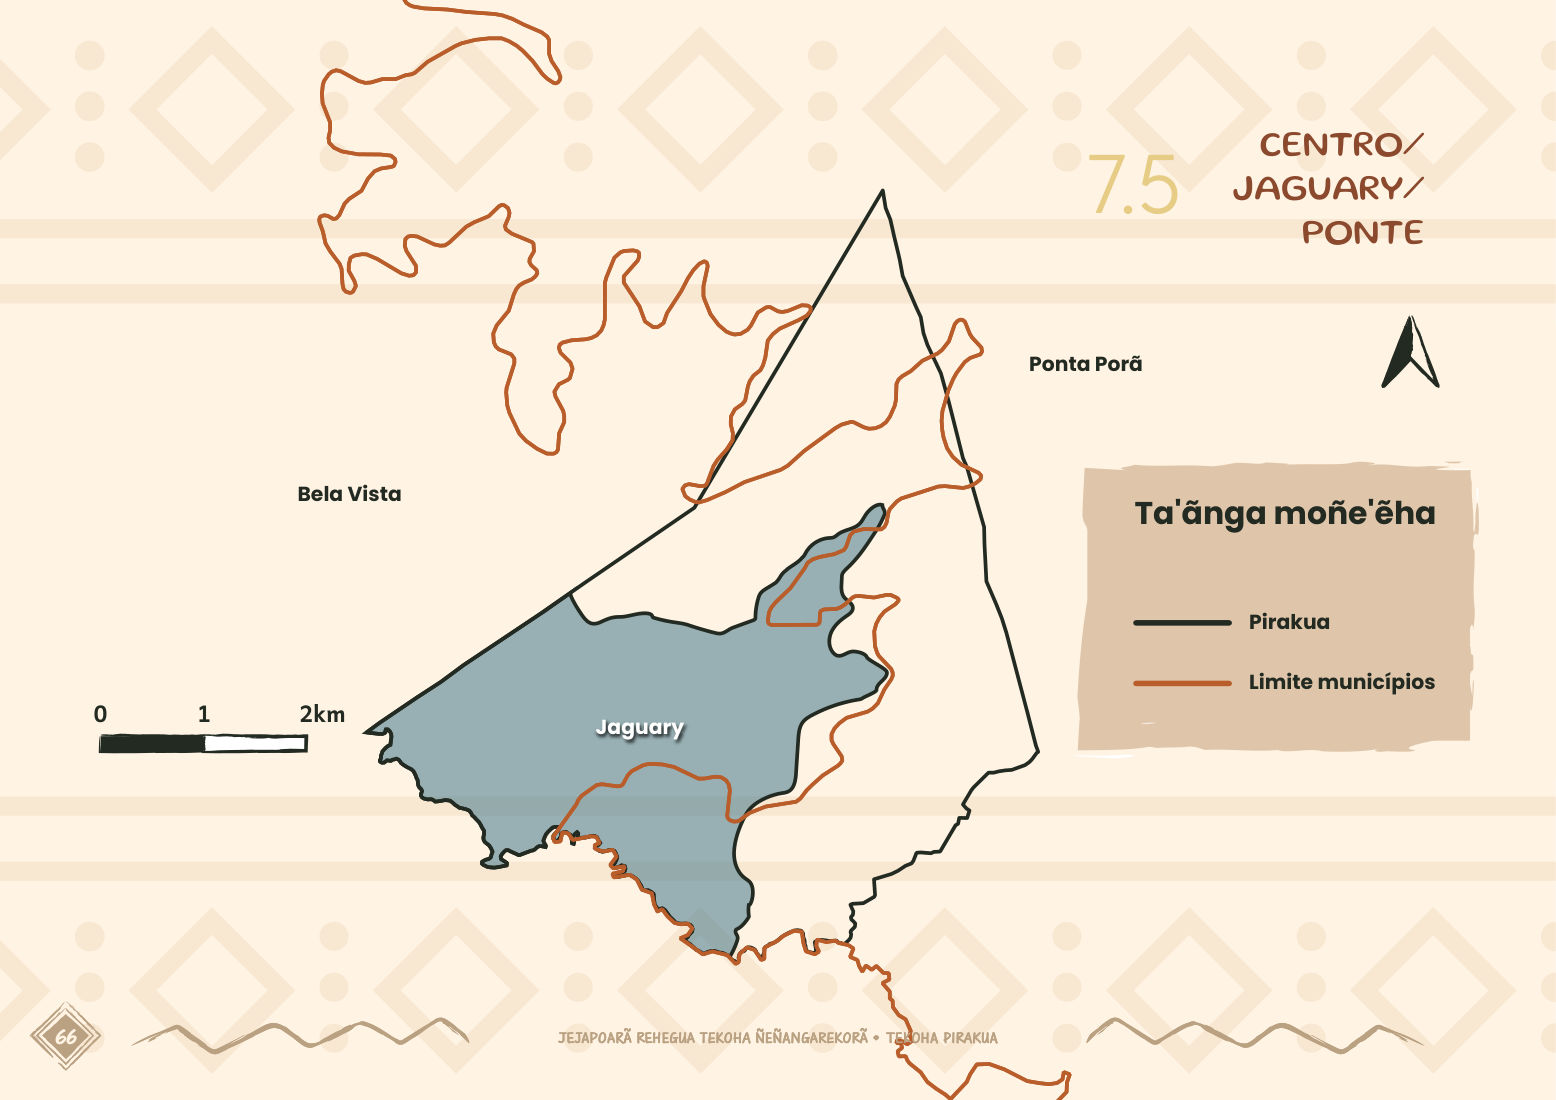 7.5
CENTRO/
JAGUARY/
PONTE
Ponta Porã
Bela Vista
Ta'ãnga moñe'ẽha
Pirakua
Limite municípios
0 1 2km
Jaguary
66
JEJAPOARÃ REHEGUA TEKOHA ÑEÑANGAREKORÃ • TEKOHA PIRAKUA